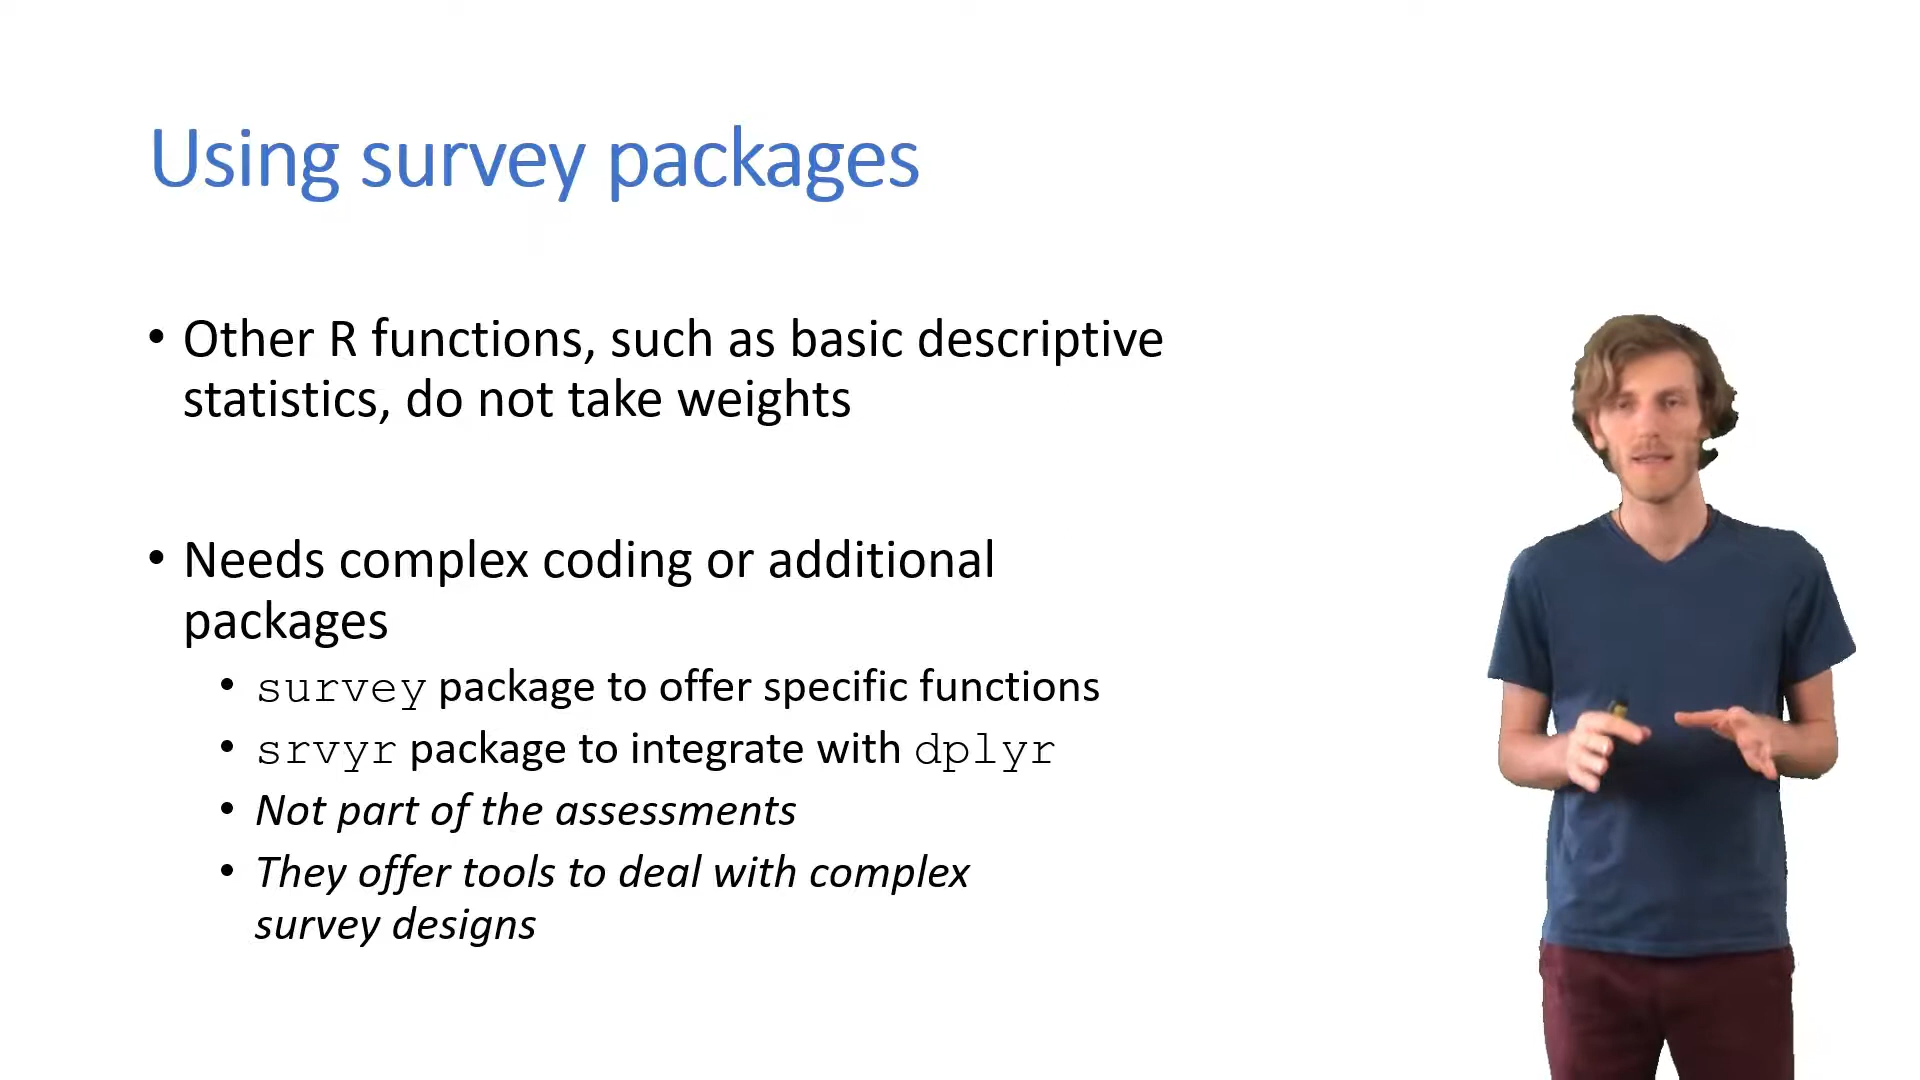 Using survey packages
• Other R functions, such as basic descriptive
statistics, do not take weights
• Needs complex coding or additional
packages
• survey package to offer specific functions
• srvyr package to integrate with dplyr
• Not part of the assessments
• They offer tools to deal with complex
survey designs